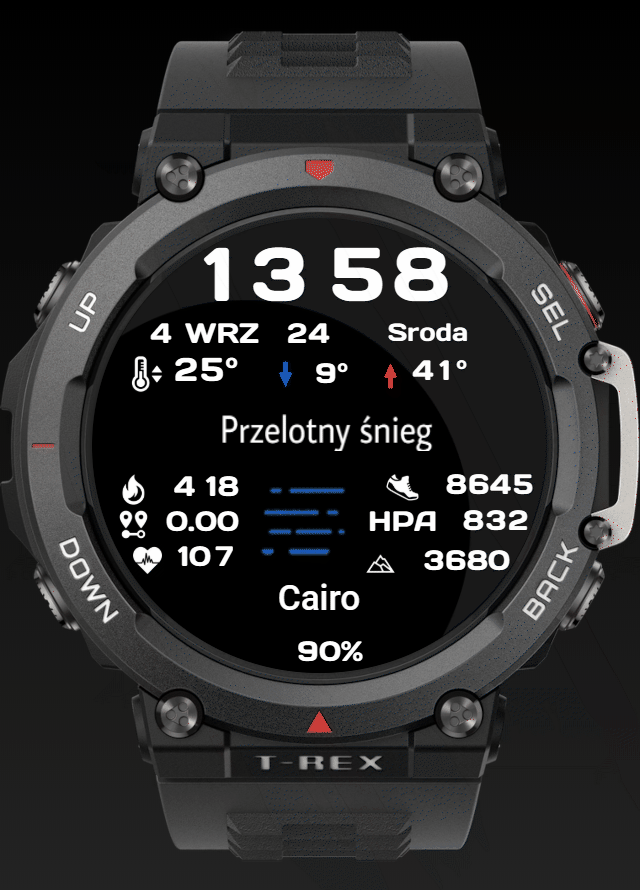 13 58
4 WRZ 24 Sroda
25° 9° 41°
UP
SEL
Przelotny śnieg
4 18 8645
0.00 HPA 832
107 3680
DOWN
BACK
Cairo
90%
T-REX